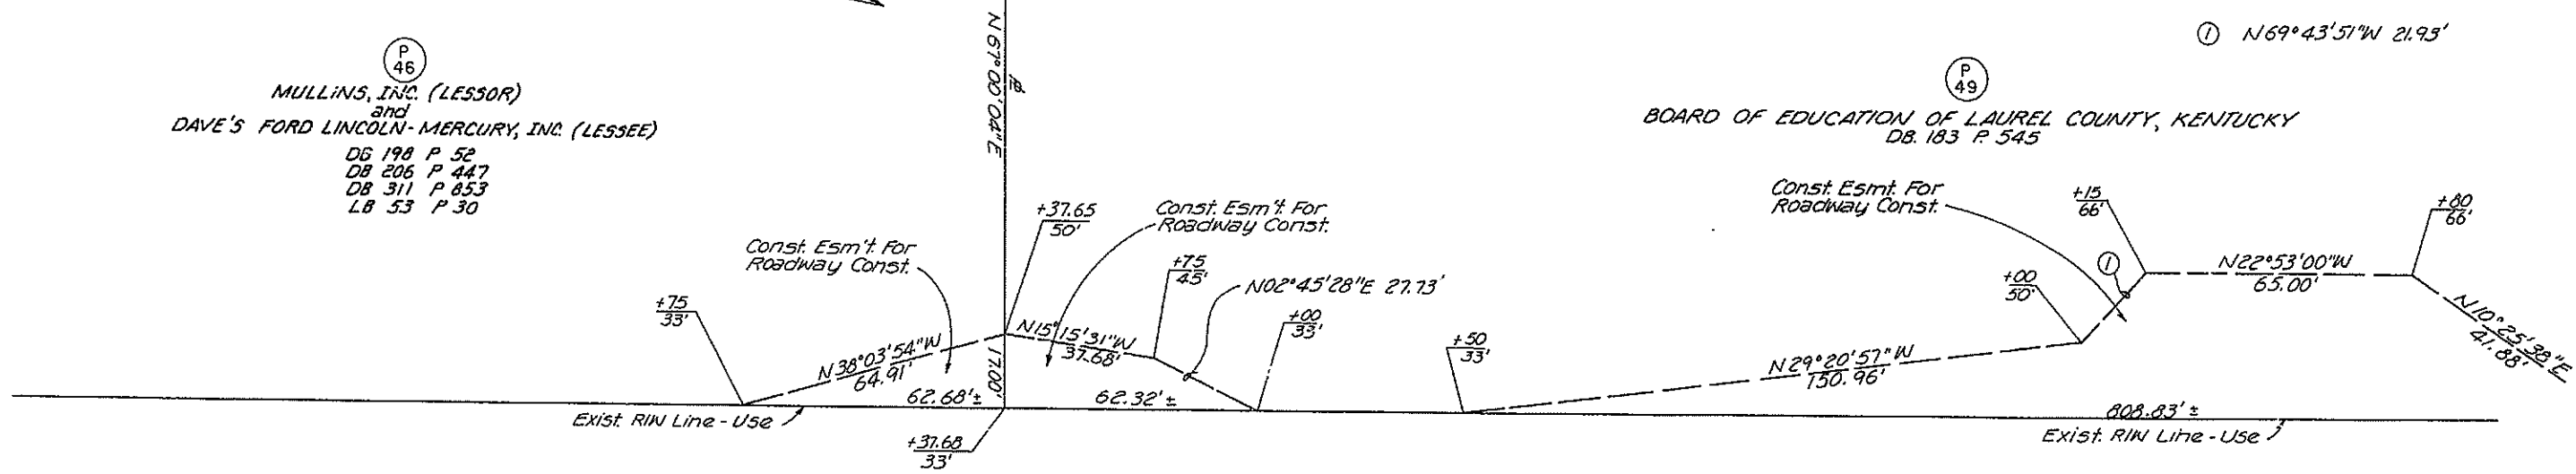 P
46
MULLINS, INC. (LESSOR)
and
DAVE'S FORD LINCOLN-MERCURY, INC. (LESSEE)
DG 198 P 52
DB 206 P 447
DB 311 P 853
LB 53 P 30
N 67° 00' 04" E
P
① N69°43'51"W 21.93'
P
49
BOARD OF EDUCATION OF LAUREL COUNTY, KENTUCKY
DB. 183 P. 545
Const. Esm't. For
Roadway Const.
+37.65
50'
Const. Esm't. For
Roadway Const.
Const. Esmt. For
Roadway Const.
+15
66'
+80
66'
+75
33'
+75
45'
N02°45'28"E 27.73'
+00
33'
+50
33'
+00
50'
①
N22°53'00"W
65.00'
N10°25'38"E
41.88'
N38°03'54"W
64.91'
N15°15'31"W
37.68'
17.00'
N29°20'57"W
150.96'
62.68'±
62.32'±
808.83'±
Exist. R/W Line - Use
+37.68
33'
Exist. R/W Line - Use